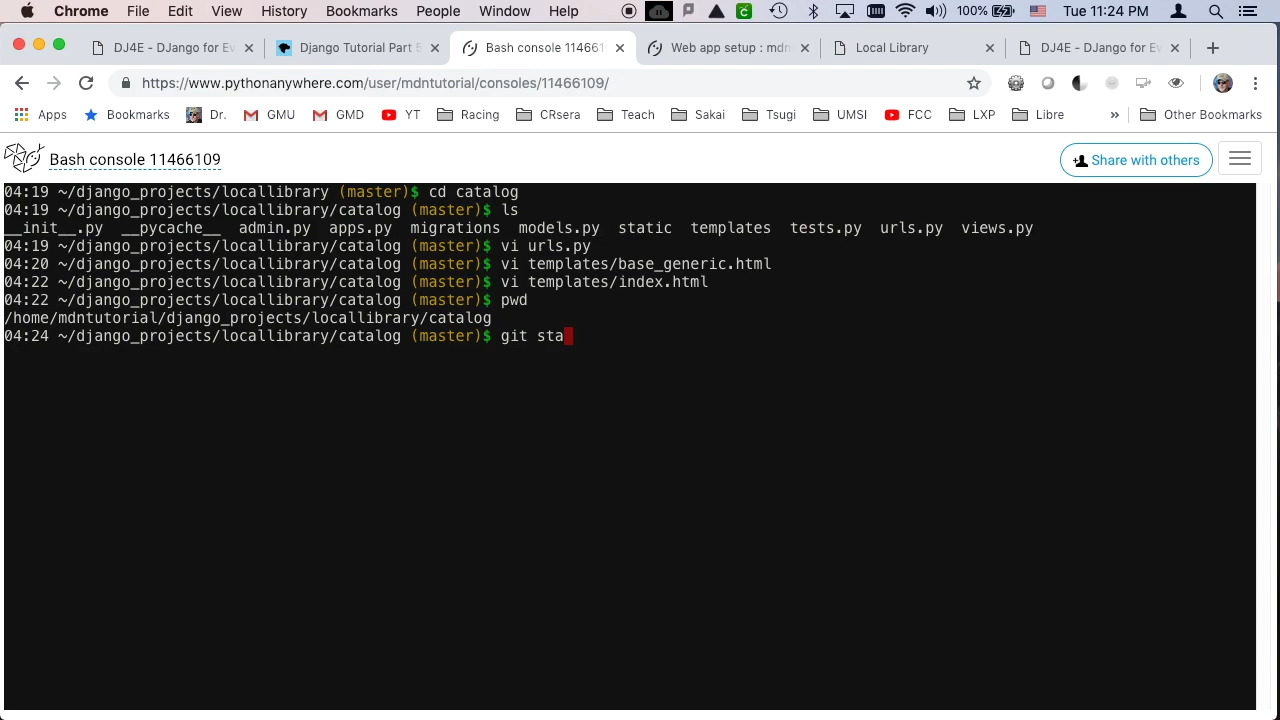 Chrome File Edit View History Bookmarks People Window Help 100% Tue 11:24 PM
DJ4E - DJango for Ev Django Tutorial Part 5 Bash console 11466 Web app setup : mdn Local Library DJ4E - DJango for Ev
https://www.pythonanywhere.com/user/mdntutorial/consoles/11466109/
Apps Bookmarks Dr. GMU GMD YT Racing CRsera Teach Sakai Tsugi UMSI FCC LXP Libre » Other Bookmarks
Bash console 11466109 Share with others
04:19 ~/django_projects/locallibrary (master)$ cd catalog
04:19 ~/django_projects/locallibrary/catalog (master)$ ls
__init__.py __pycache__ admin.py apps.py migrations models.py static templates tests.py urls.py views.py
04:19 ~/django_projects/locallibrary/catalog (master)$ vi urls.py
04:20 ~/django_projects/locallibrary/catalog (master)$ vi templates/base_generic.html
04:22 ~/django_projects/locallibrary/catalog (master)$ vi templates/index.html
04:22 ~/django_projects/locallibrary/catalog (master)$ pwd
/home/mdntutorial/django_projects/locallibrary/catalog
04:24 ~/django_projects/locallibrary/catalog (master)$ git sta